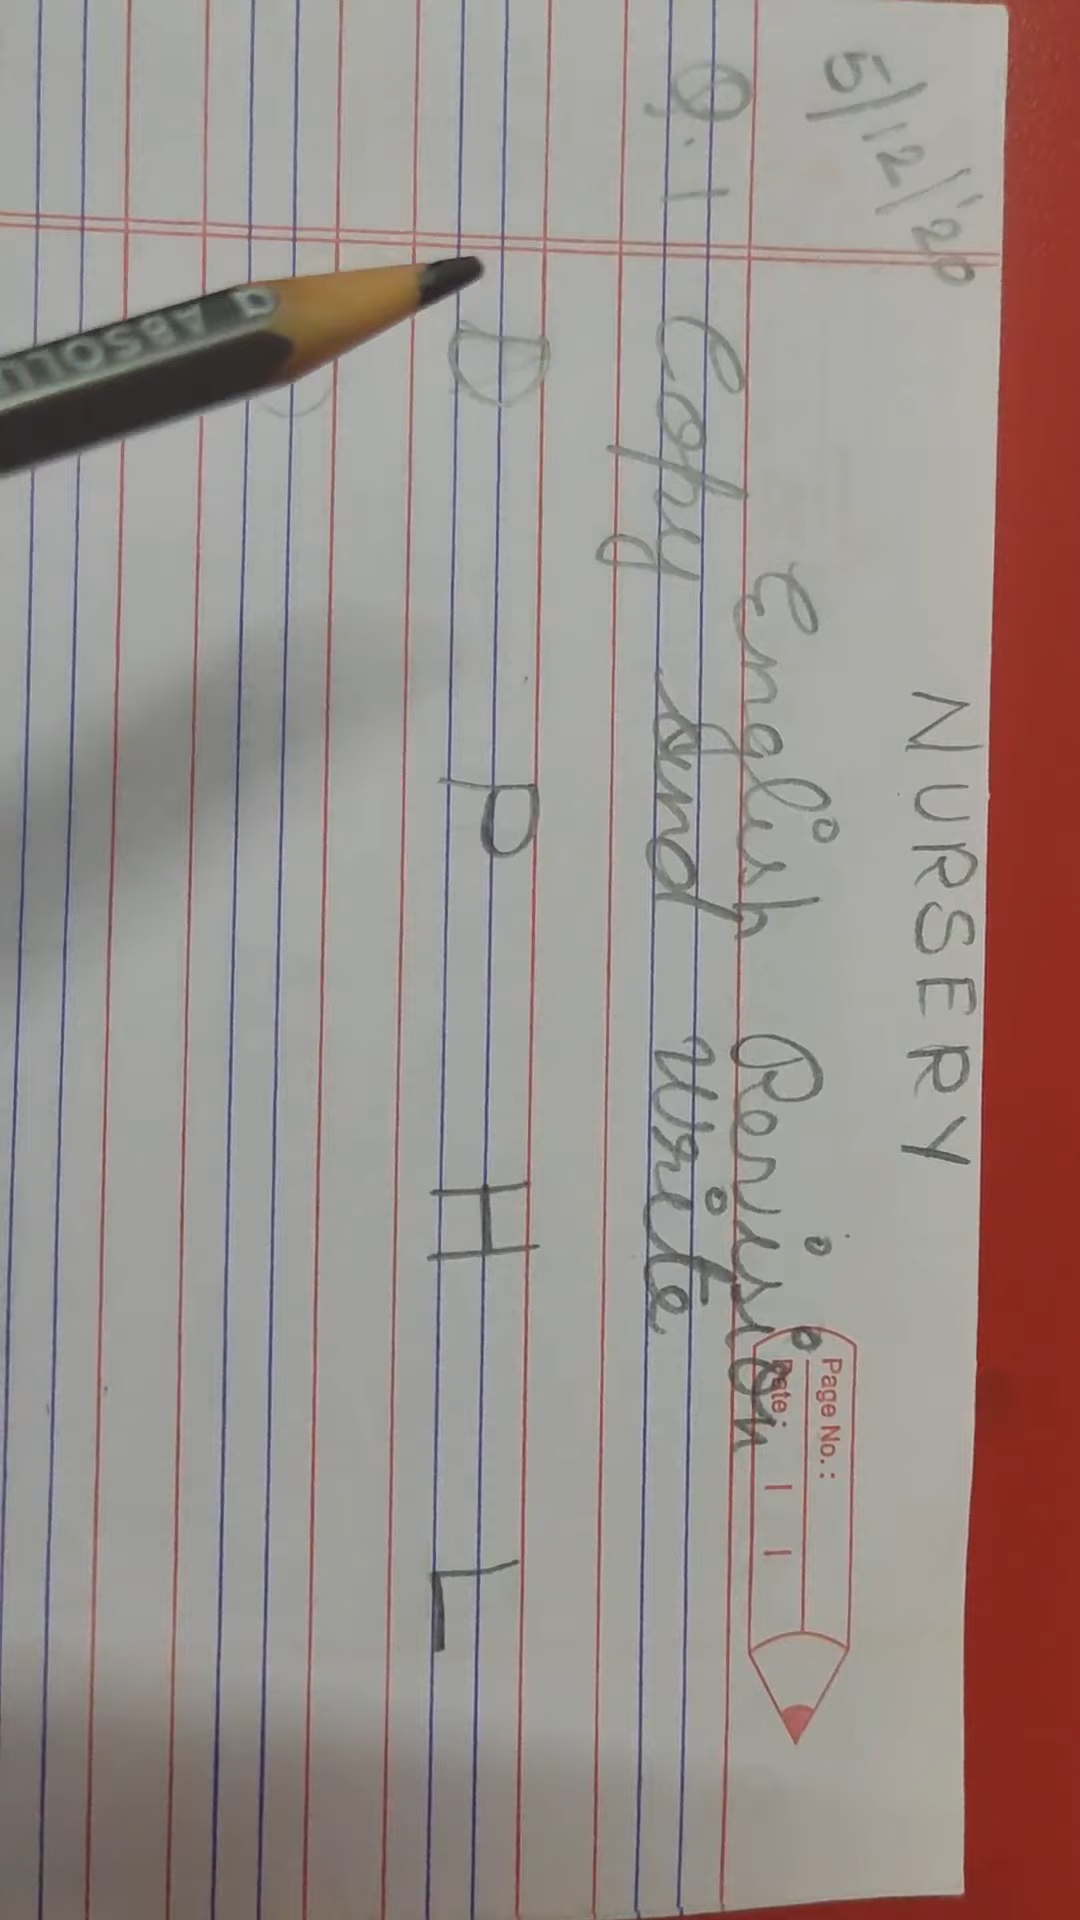 NURSERY
5/12/'20
Page No.:
Date:
English Revision
Q.1 Copy and Write
D P H L
ABSOLU